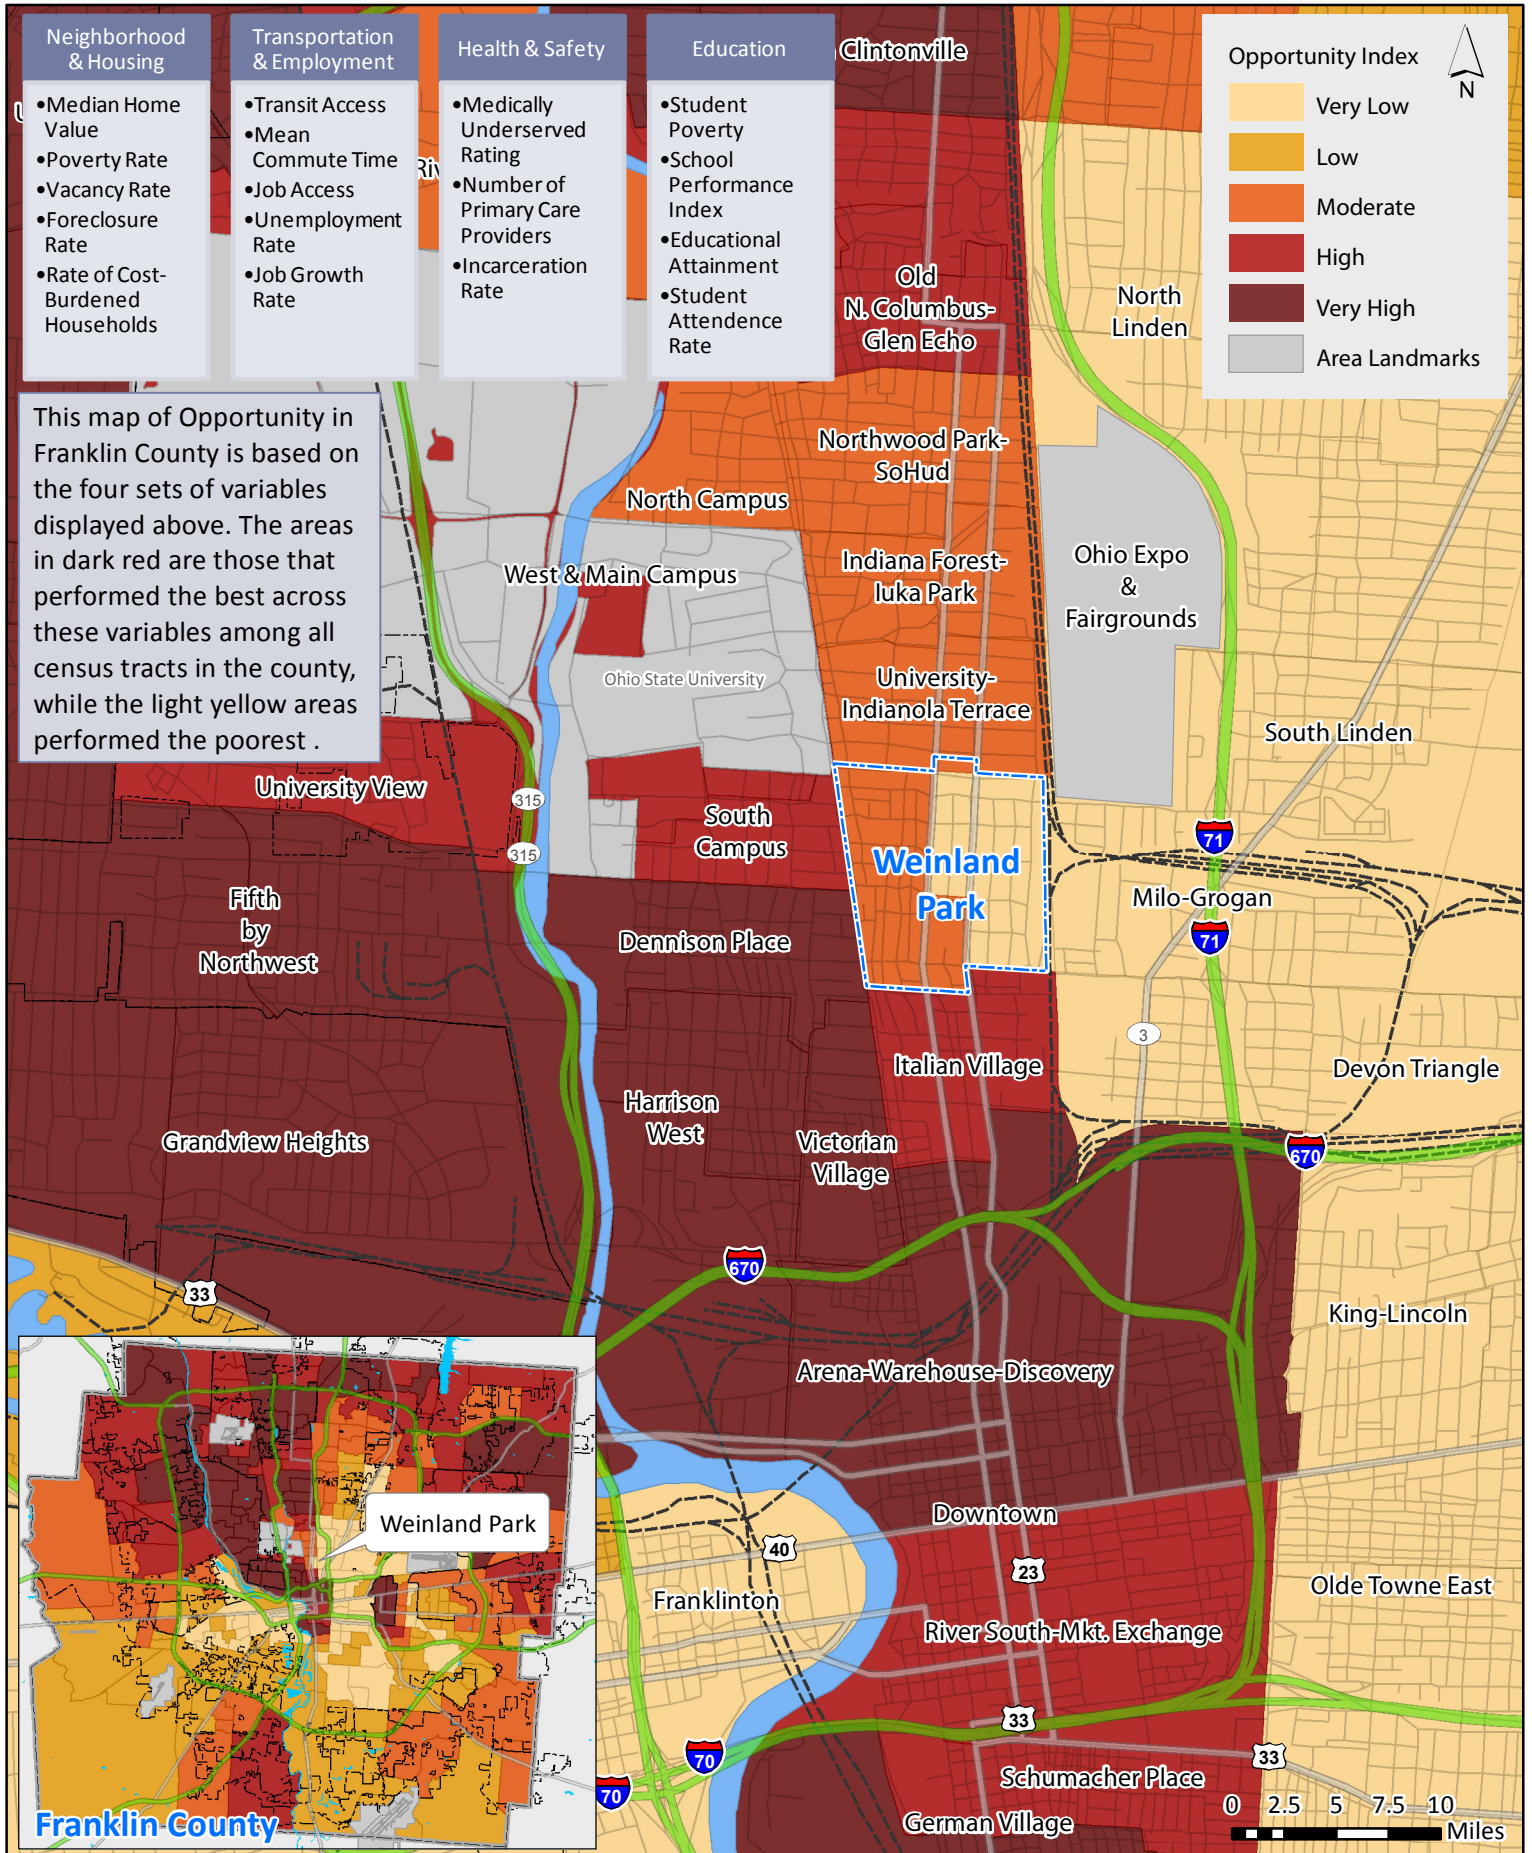 Neighborhood
& Housing
•Median Home
Value
•Poverty Rate
•Vacancy Rate
•Foreclosure
Rate
•Rate of Cost-
Burdened
Households
Transportation
& Employment
•Transit Access
•Mean
Commute Time
•Job Access
•Unemployment
Rate
•Job Growth
Rate
Health & Safety
•Medically
Underserved
Rating
•Number of
Primary Care
Providers
•Incarceration
Rate
Education
•Student
Poverty
•School
Performance
Index
•Educational
Attainment
•Student
Attendence
Rate
Opportunity Index
N
Very Low
Low
Moderate
High
Very High
Area Landmarks
This map of Opportunity in
Franklin County is based on
the four sets of variables
displayed above. The areas
in dark red are those that
performed the best across
these variables among all
census tracts in the county,
while the light yellow areas
performed the poorest .
Clintonville
Old
N. Columbus-
Glen Echo
North
Linden
Northwood Park-
SoHud
North Campus
West & Main Campus
Indiana Forest-
Iuka Park
Ohio Expo
&
Fairgrounds
Ohio State University
University-
Indianola Terrace
South Linden
University View
315
315
South
Campus
Weinland
Park
71
Milo-Grogan
71
Fifth
by
Northwest
Dennison Place
3
Italian Village
Devon Triangle
Harrison
West
Grandview Heights
Victorian
Village
670
670
33
King-Lincoln
Arena-Warehouse-Discovery
Weinland Park
Downtown
40
23
Franklinton
Olde Towne East
River South-Mkt. Exchange
33
33
70
70
Schumacher Place
German Village
Franklin County
0 2.5 5 7.5 10
Miles